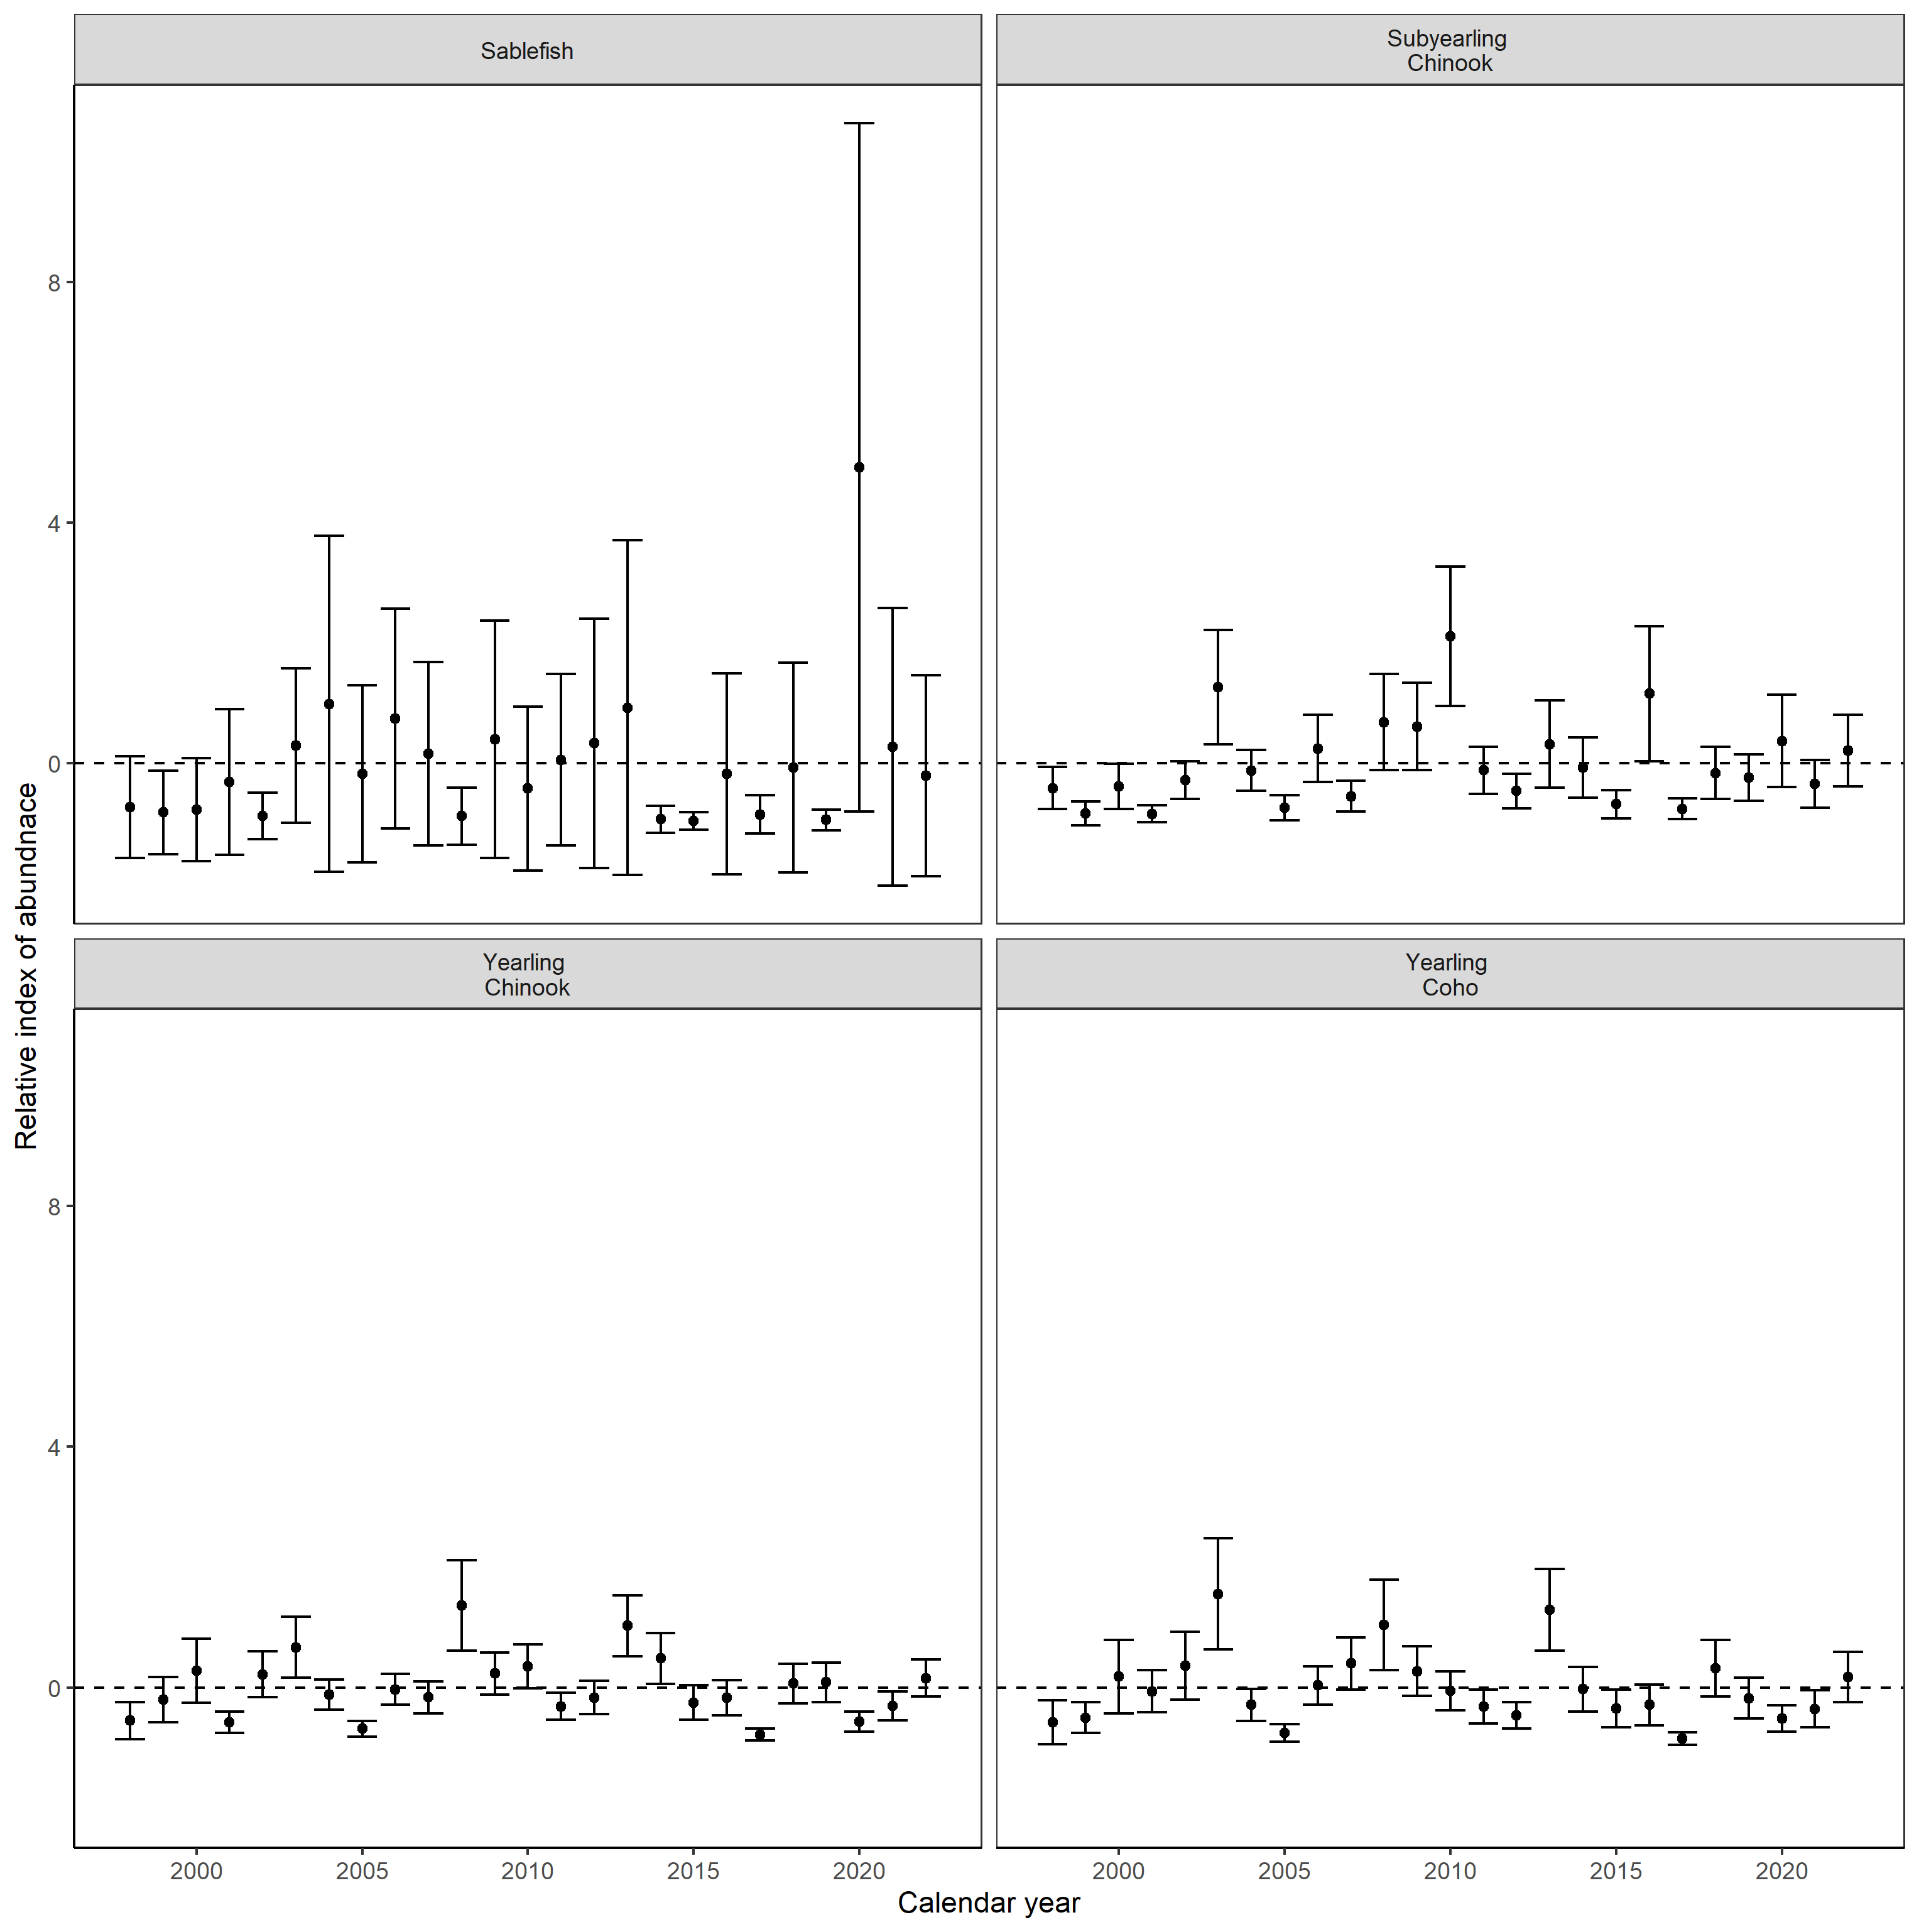 Sablefish
Subyearling
Chinook
8
4
0
Yearling
Chinook
Yearling
Coho
8
4
0
2000 2005 2010 2015 2020
2000 2005 2010 2015 2020
Calendar year
Relative index of abundnace